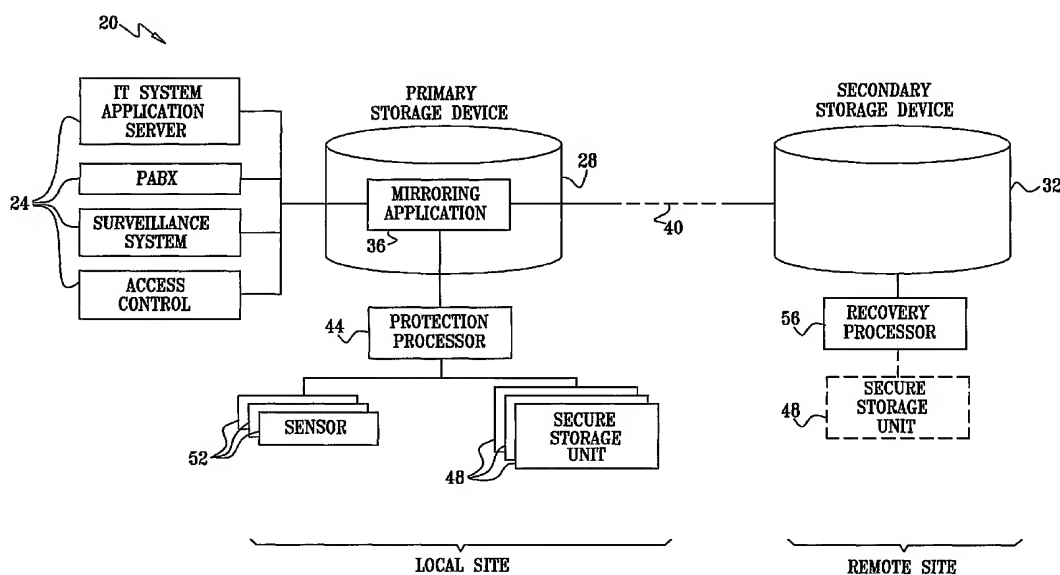 20
IT SYSTEM
APPLICATION
SERVER
PABX
24
SURVEILLANCE
SYSTEM
ACCESS
CONTROL
PRIMARY
STORAGE DEVICE
28
MIRRORING
APPLICATION
36
40
SECONDARY
STORAGE DEVICE
32
44
PROTECTION
PROCESSOR
56
RECOVERY
PROCESSOR
SENSOR
52
SECURE
STORAGE
UNIT
48
48
SECURE
STORAGE
UNIT
LOCAL SITE
REMOTE SITE